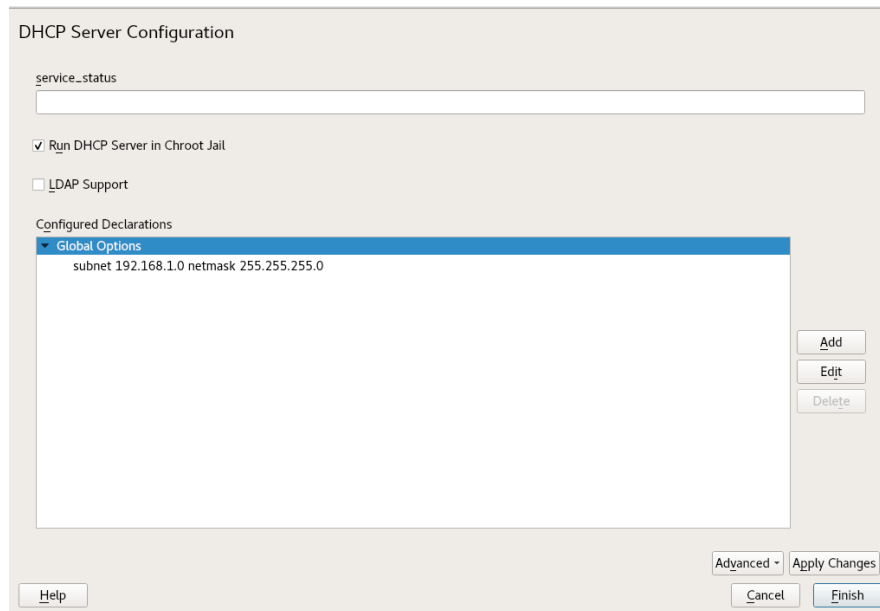 DHCP Server Configuration
service_status
Run DHCP Server in Chroot Jail
LDAP Support
Configured Declarations
Global Options
subnet 192.168.1.0 netmask 255.255.255.0
Add
Edit
Delete
Advanced
Apply Changes
Help
Cancel
Finish